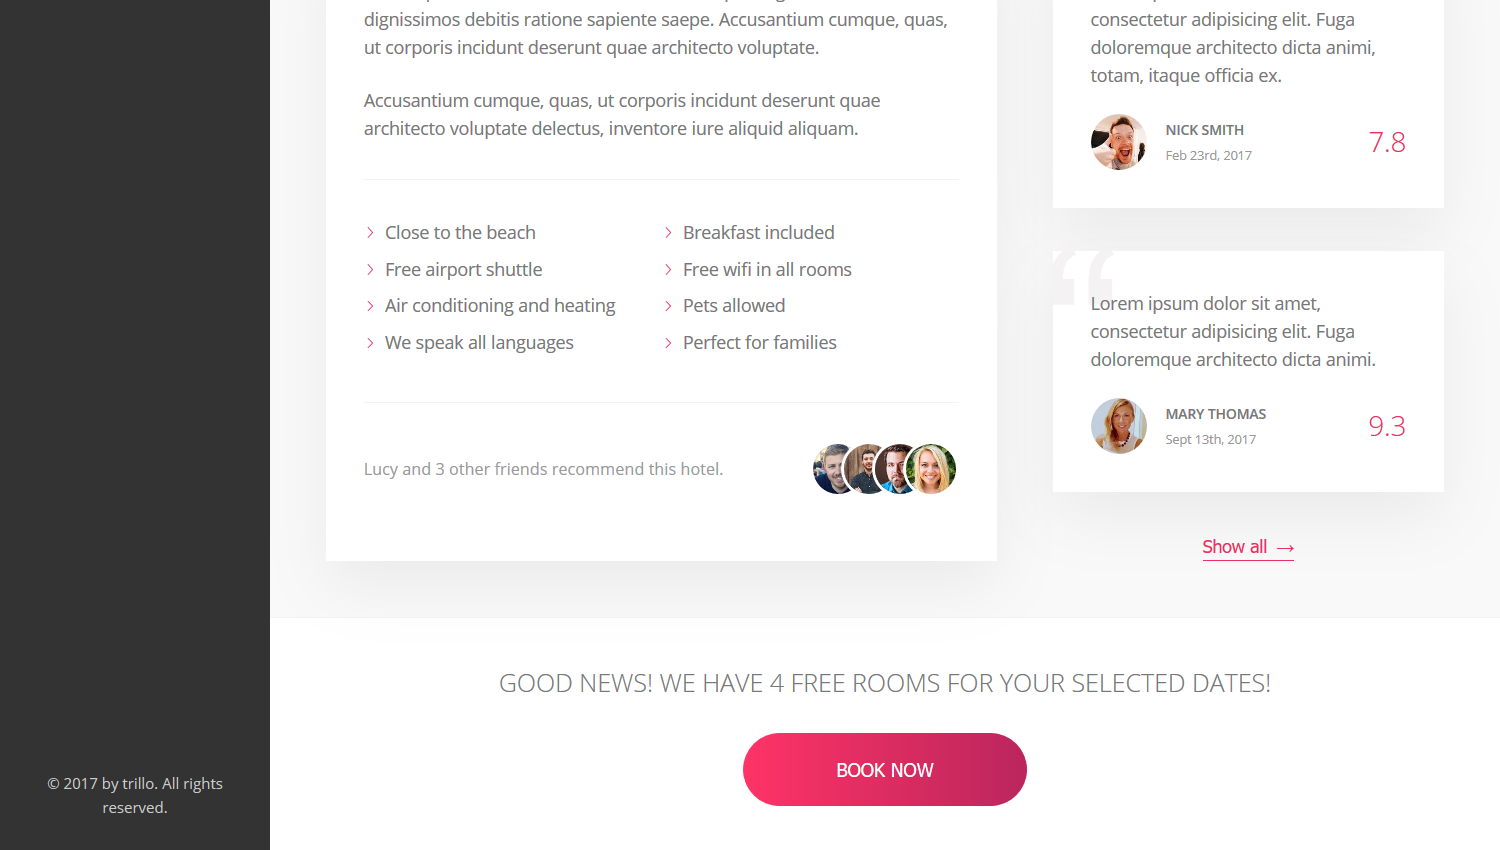 dignissimos debitis ratione sapiente saepe. Accusantium cumque, quas,
ut corporis incidunt deserunt quae architecto voluptate.
Accusantium cumque, quas, ut corporis incidunt deserunt quae
architecto voluptate delectus, inventore iure aliquid aliquam.
Close to the beach
Breakfast included
Free airport shuttle
Free wifi in all rooms
Air conditioning and heating
Pets allowed
We speak all languages
Perfect for families
Lucy and 3 other friends recommend this hotel.
consectetur adipisicing elit. Fuga
doloremque architecto dicta animi,
totam, itaque officia ex.
NICK SMITH
Feb 23rd, 2017
7.8
“
Lorem ipsum dolor sit amet,
consectetur adipisicing elit. Fuga
doloremque architecto dicta animi.
MARY THOMAS
Sept 13th, 2017
9.3
Show all →
GOOD NEWS! WE HAVE 4 FREE ROOMS FOR YOUR SELECTED DATES!
BOOK NOW
© 2017 by trillo. All rights
reserved.